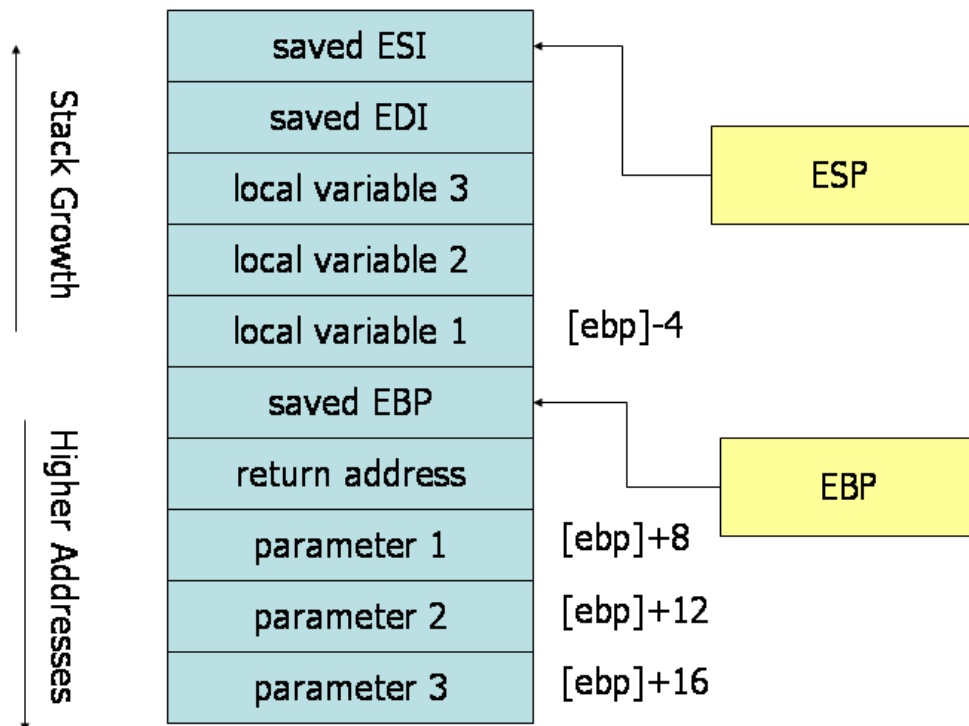 saved ESI
saved EDI
local variable 3
local variable 2
local variable 1
saved EBP
return address
parameter 1
parameter 2
parameter 3
Stack Growth
Higher Addresses
ESP
[ebp]-4
EBP
[ebp]+8
[ebp]+12
[ebp]+16